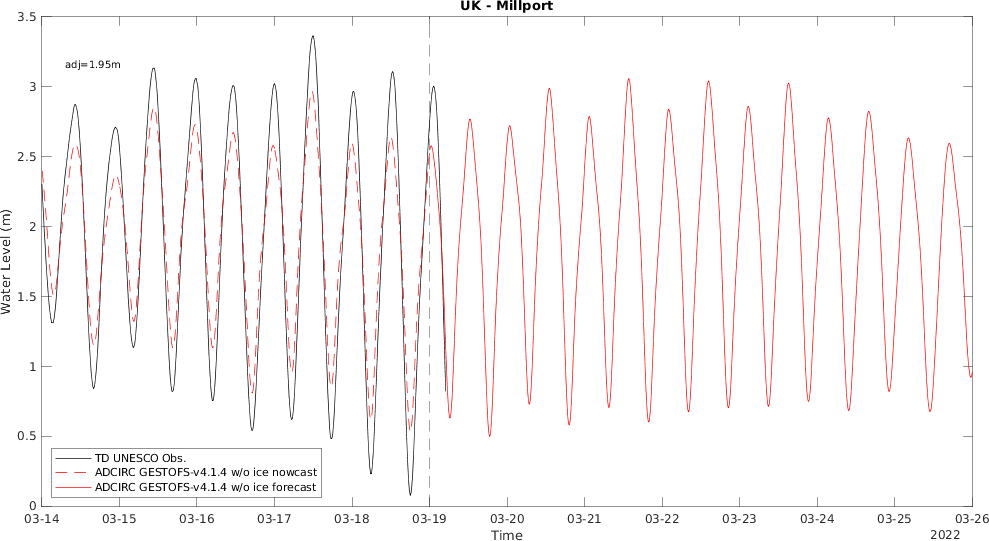 UK - Millport
3.5
3
2.5
2
1.5
1
0.5
0
Water Level (m)
adj=1.95m
TD UNESCO Obs.
ADCIRC GESTOFS-v4.1.4 w/o ice nowcast
ADCIRC GESTOFS-v4.1.4 w/o ice forecast
03-14 03-15 03-16 03-17 03-18 03-19 03-20 03-21 03-22 03-23 03-24 03-25 03-26
Time
2022